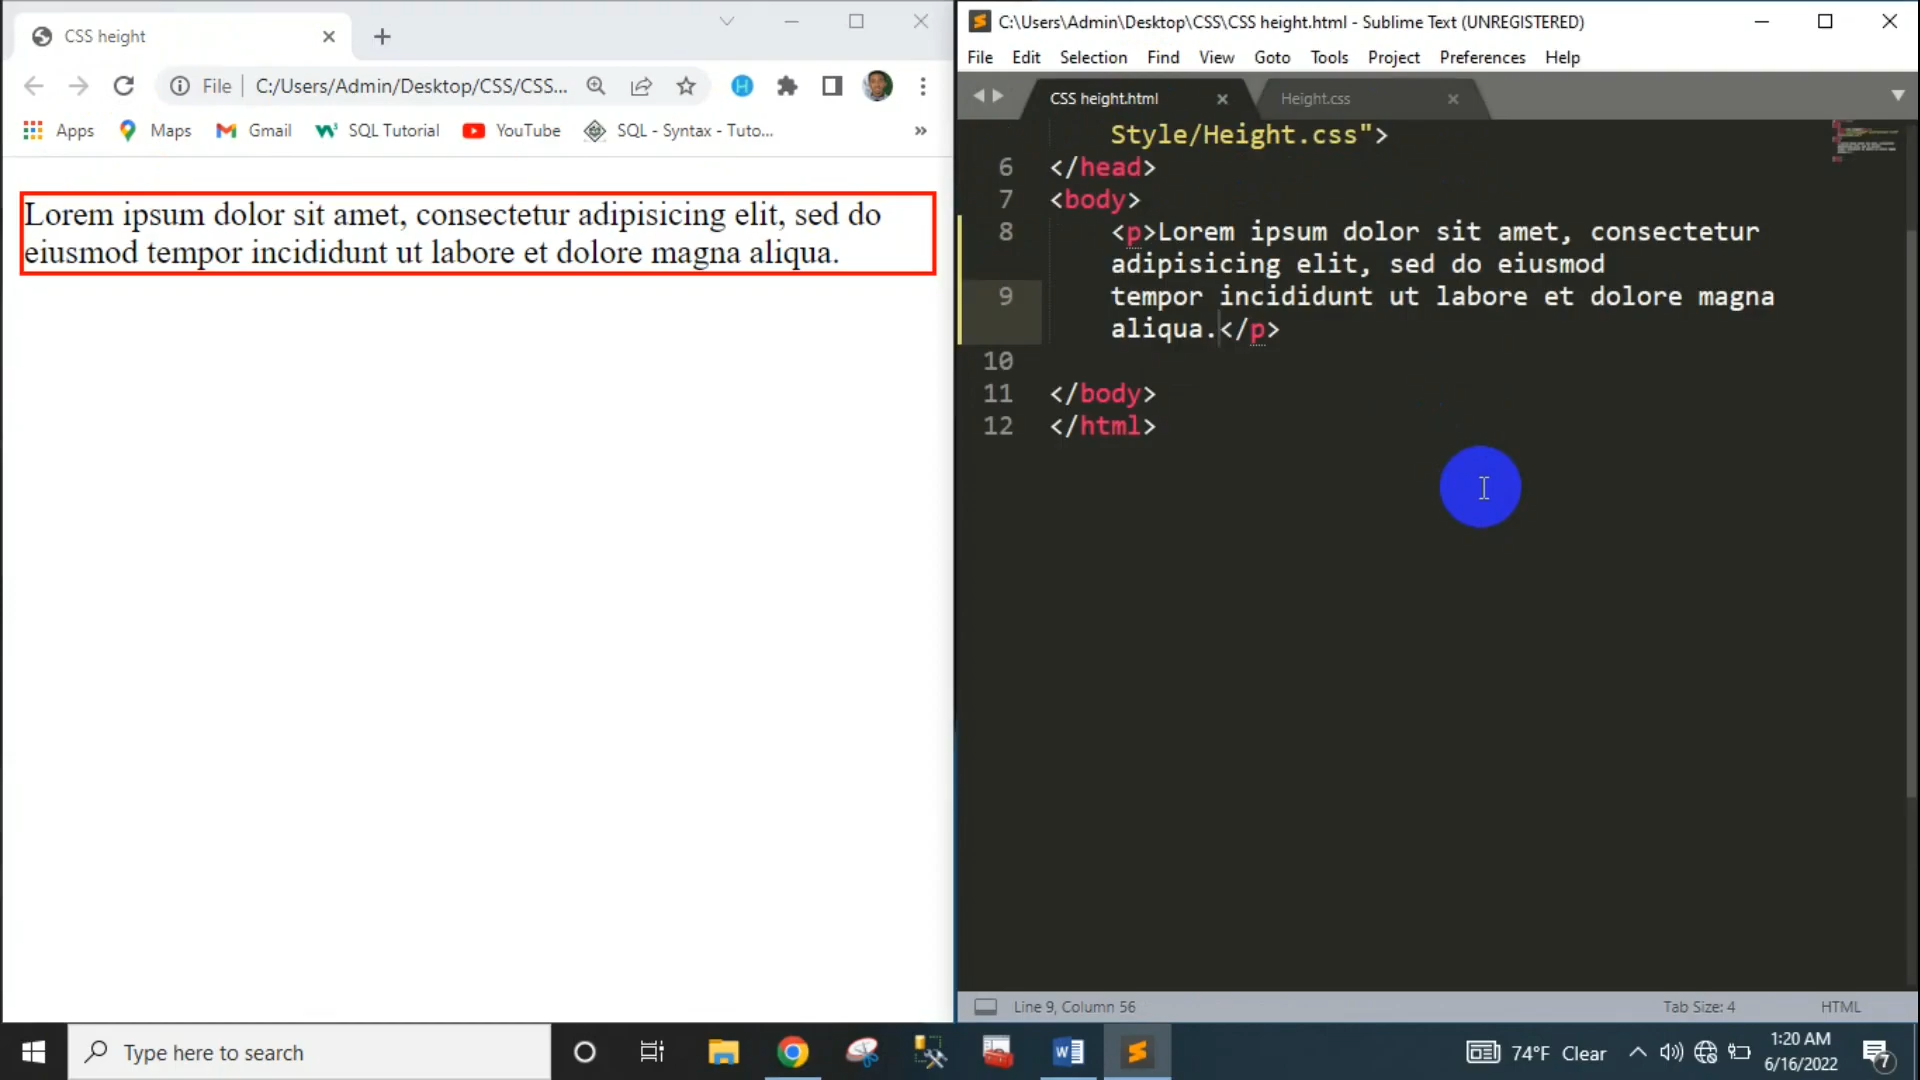 CSS height
File
C:/Users/Admin/Desktop/CSS/CSS...
Apps
Maps
Gmail
SQL Tutorial
YouTube
SQL - Syntax - Tuto...
»
Lorem ipsum dolor sit amet, consectetur adipisicing elit, sed do
eiusmod tempor incididunt ut labore et dolore magna aliqua.
C:\Users\Admin\Desktop\CSS\CSS height.html - Sublime Text (UNREGISTERED)
File Edit Selection Find View Goto Tools Project Preferences Help
CSS height.html
Height.css
Style/Height.css">
6 </head>
7 <body>
8 <p>Lorem ipsum dolor sit amet, consectetur
adipisicing elit, sed do eiusmod
9 tempor incididunt ut labore et dolore magna
aliqua.</p>
10
11 </body>
12 </html>
Line 9, Column 56
Tab Size: 4
HTML
Type here to search
74°F Clear
1:20 AM
6/16/2022
7